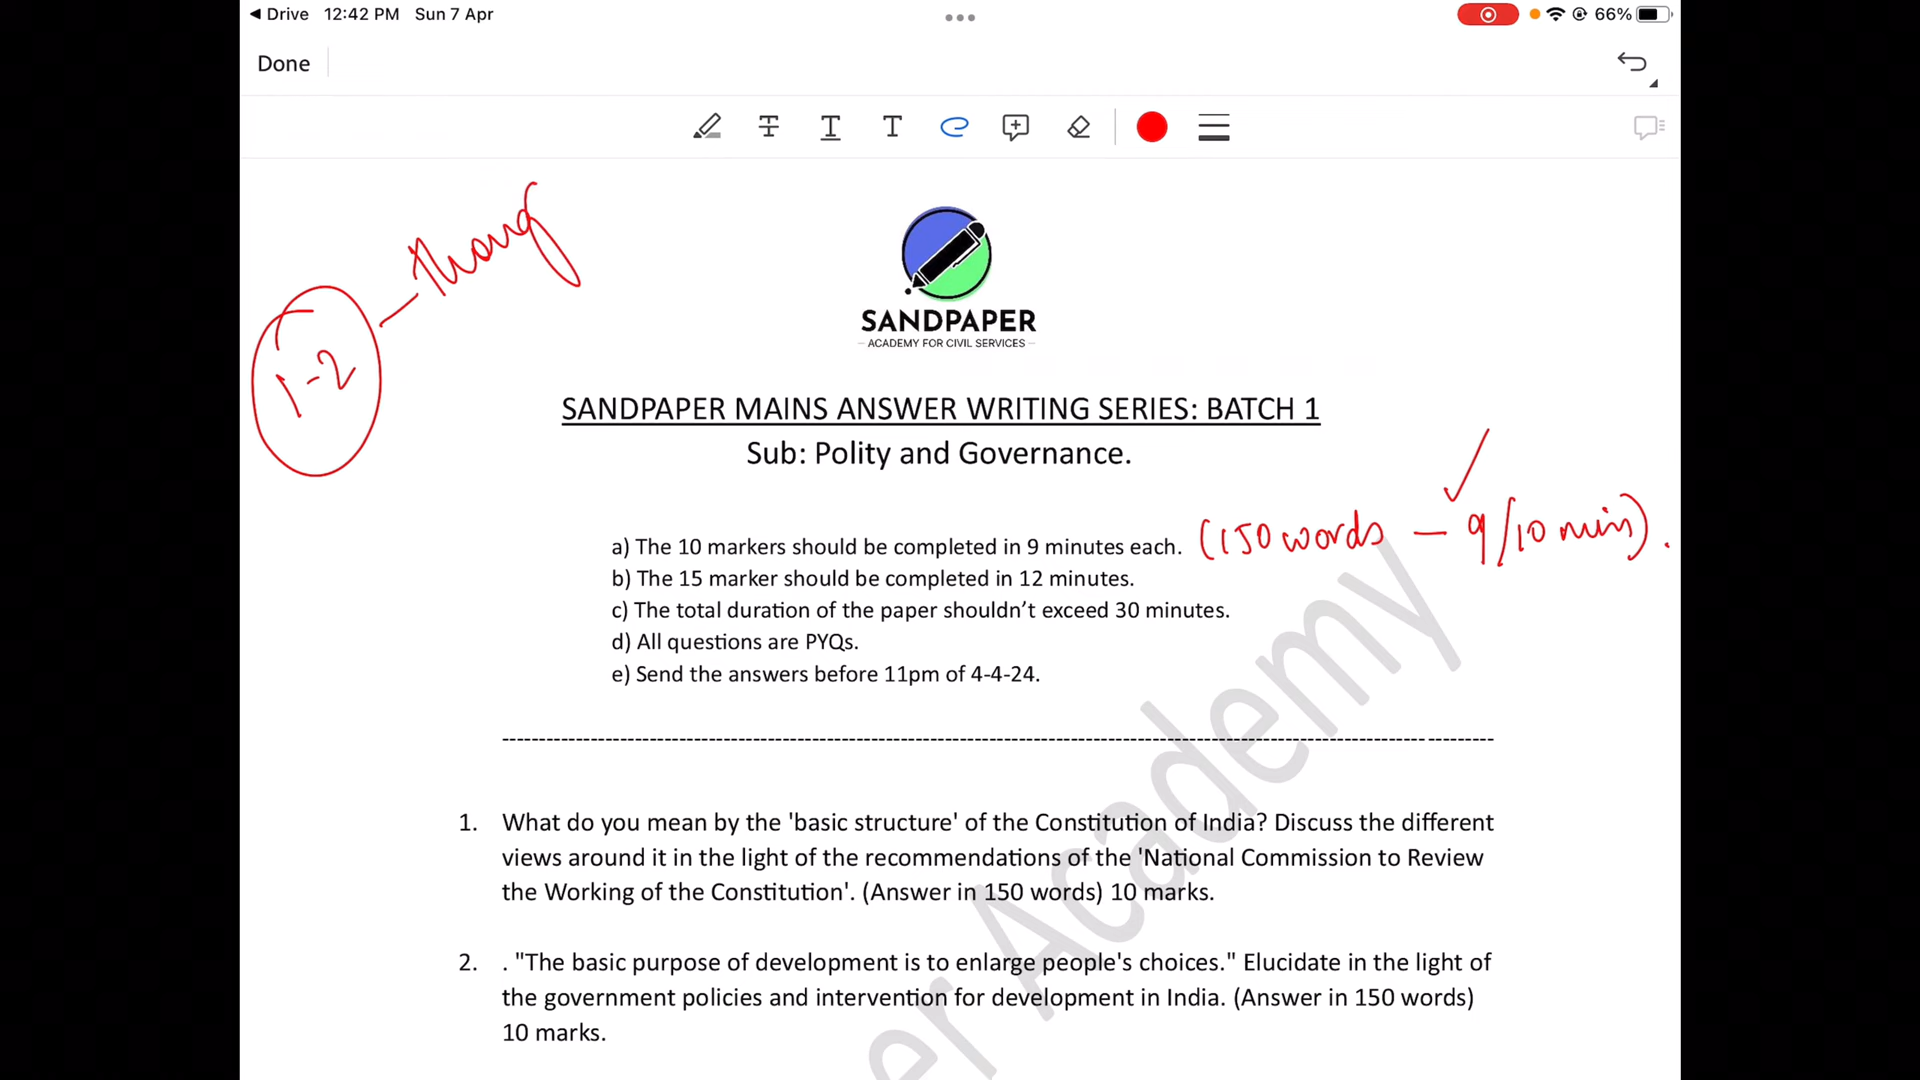 Drive 12:42 PM Sun 7 Apr
66%
Done
1-2
SANDPAPER
ACADEMY FOR CIVIL SERVICES
SANDPAPER MAINS ANSWER WRITING SERIES: BATCH 1
Sub: Polity and Governance.
a) The 10 markers should be completed in 9 minutes each. (150 words – 9/10 min).
b) The 15 marker should be completed in 12 minutes.
c) The total duration of the paper shouldn't exceed 30 minutes.
d) All questions are PYQs.
e) Send the answers before 11pm of 4-4-24.
1. What do you mean by the 'basic structure' of the Constitution of India? Discuss the different
views around it in the light of the recommendations of the 'National Commission to Review
the Working of the Constitution'. (Answer in 150 words) 10 marks.
2. . "The basic purpose of development is to enlarge people's choices." Elucidate in the light of
the government policies and intervention for development in India. (Answer in 150 words)
10 marks.
er Academy